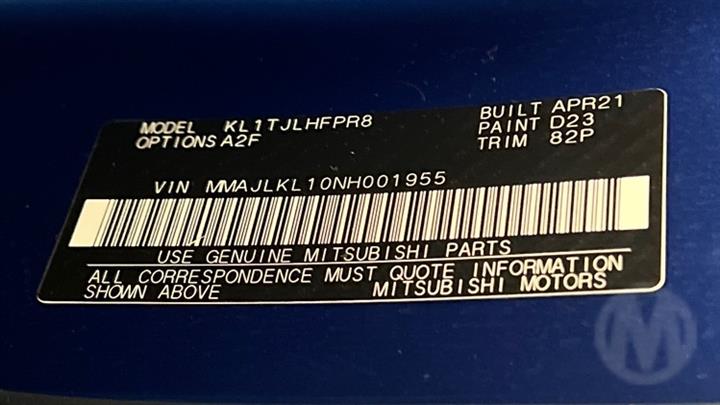 MODEL KL1TJLHFPR8 BUILT APR21
OPTIONS A2F PAINT D23
TRIM 82P
VIN MMAJLKL10NH001955
USE GENUINE MITSUBISHI PARTS
ALL CORRESPONDENCE MUST QUOTE INFORMATION
SHOWN ABOVE MITSUBISHI MOTORS
M